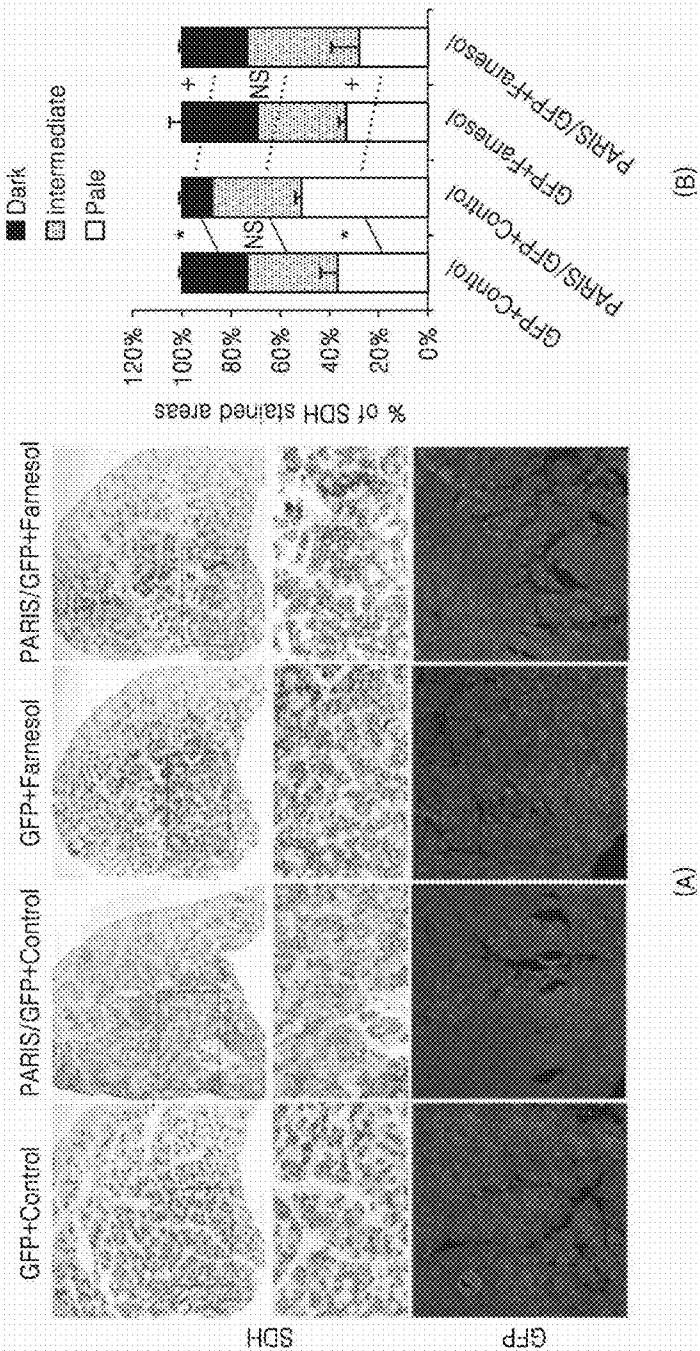 GFP+Control
PARIS/GFP+Control
GFP+Farnesol
PARIS/GFP+Farnesol
SDH
GFP
(A)
Dark
intermediate
Pale
% of SDH stained areas
120%
100%
80%
60%
40%
20%
0%
*
NS
*
+
NS
+
GFP+Control
PARIS/GFP+Control
GFP+Farnesol
PARIS/GFP+Farnesol
(B)